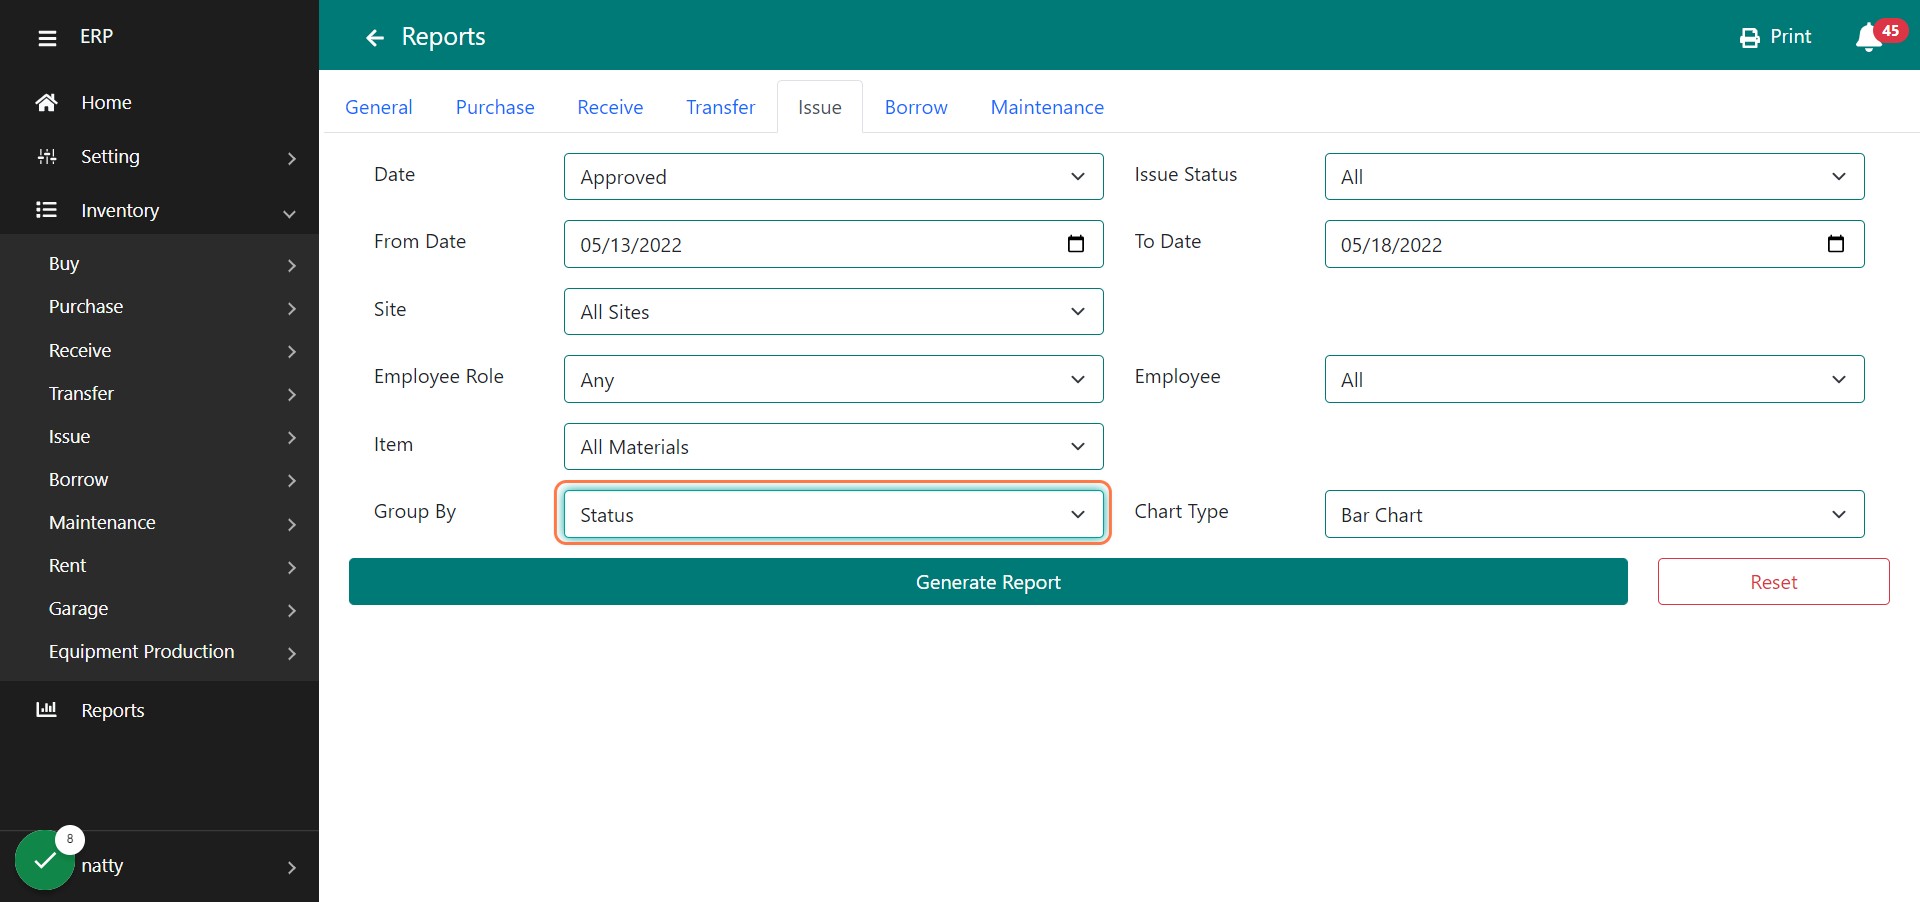 ERP
Reports
Print
45
Home
Setting
Inventory
Buy
Purchase
Receive
Transfer
Issue
Borrow
Maintenance
Rent
Garage
Equipment Production
Reports
8
natty
General Purchase Receive Transfer Issue Borrow Maintenance
Date Approved Issue Status All
From Date 05/13/2022 To Date 05/18/2022
Site All Sites
Employee Role Any Employee All
Item All Materials
Group By Status Chart Type Bar Chart
Generate Report Reset